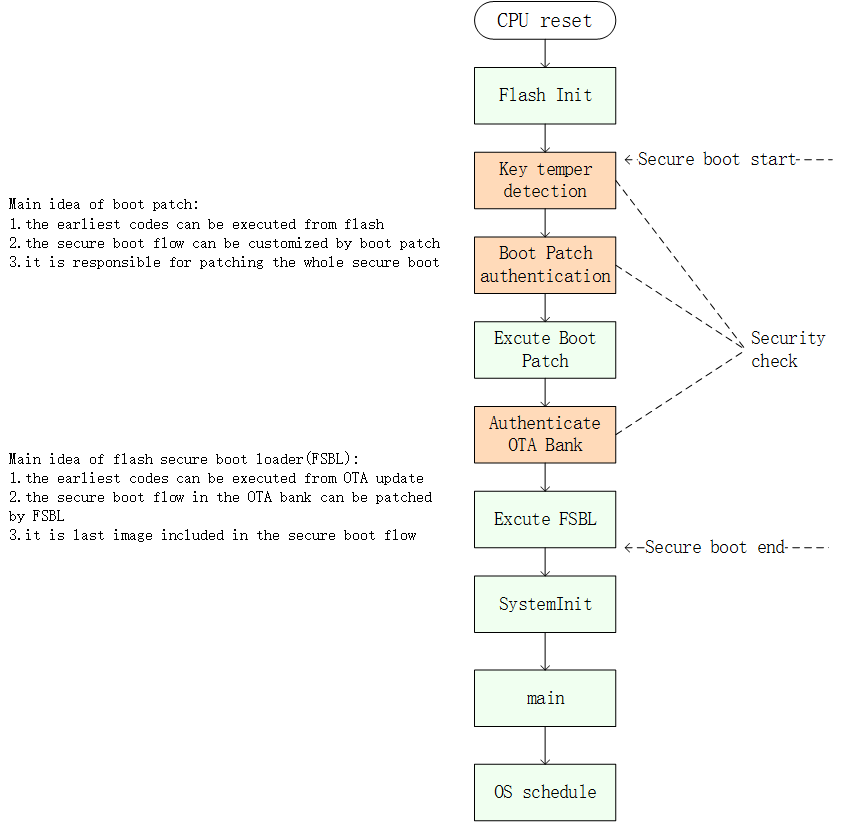 CPU reset
Flash Init
Secure boot start
Key temper
detection
Main idea of boot patch:
1.the earliest codes can be executed from flash
2.the secure boot flow can be customized by boot patch
3.it is responsible for patching the whole secure boot
Boot Patch
authentication
Excute Boot
Patch
Security
check
Authenticate
OTA Bank
Main idea of flash secure boot loader(FSBL):
1.the earliest codes can be executed from OTA update
2.the secure boot flow in the OTA bank can be patched
by FSBL
3.it is last image included in the secure boot flow
Excute FSBL
Secure boot end
SystemInit
main
OS schedule